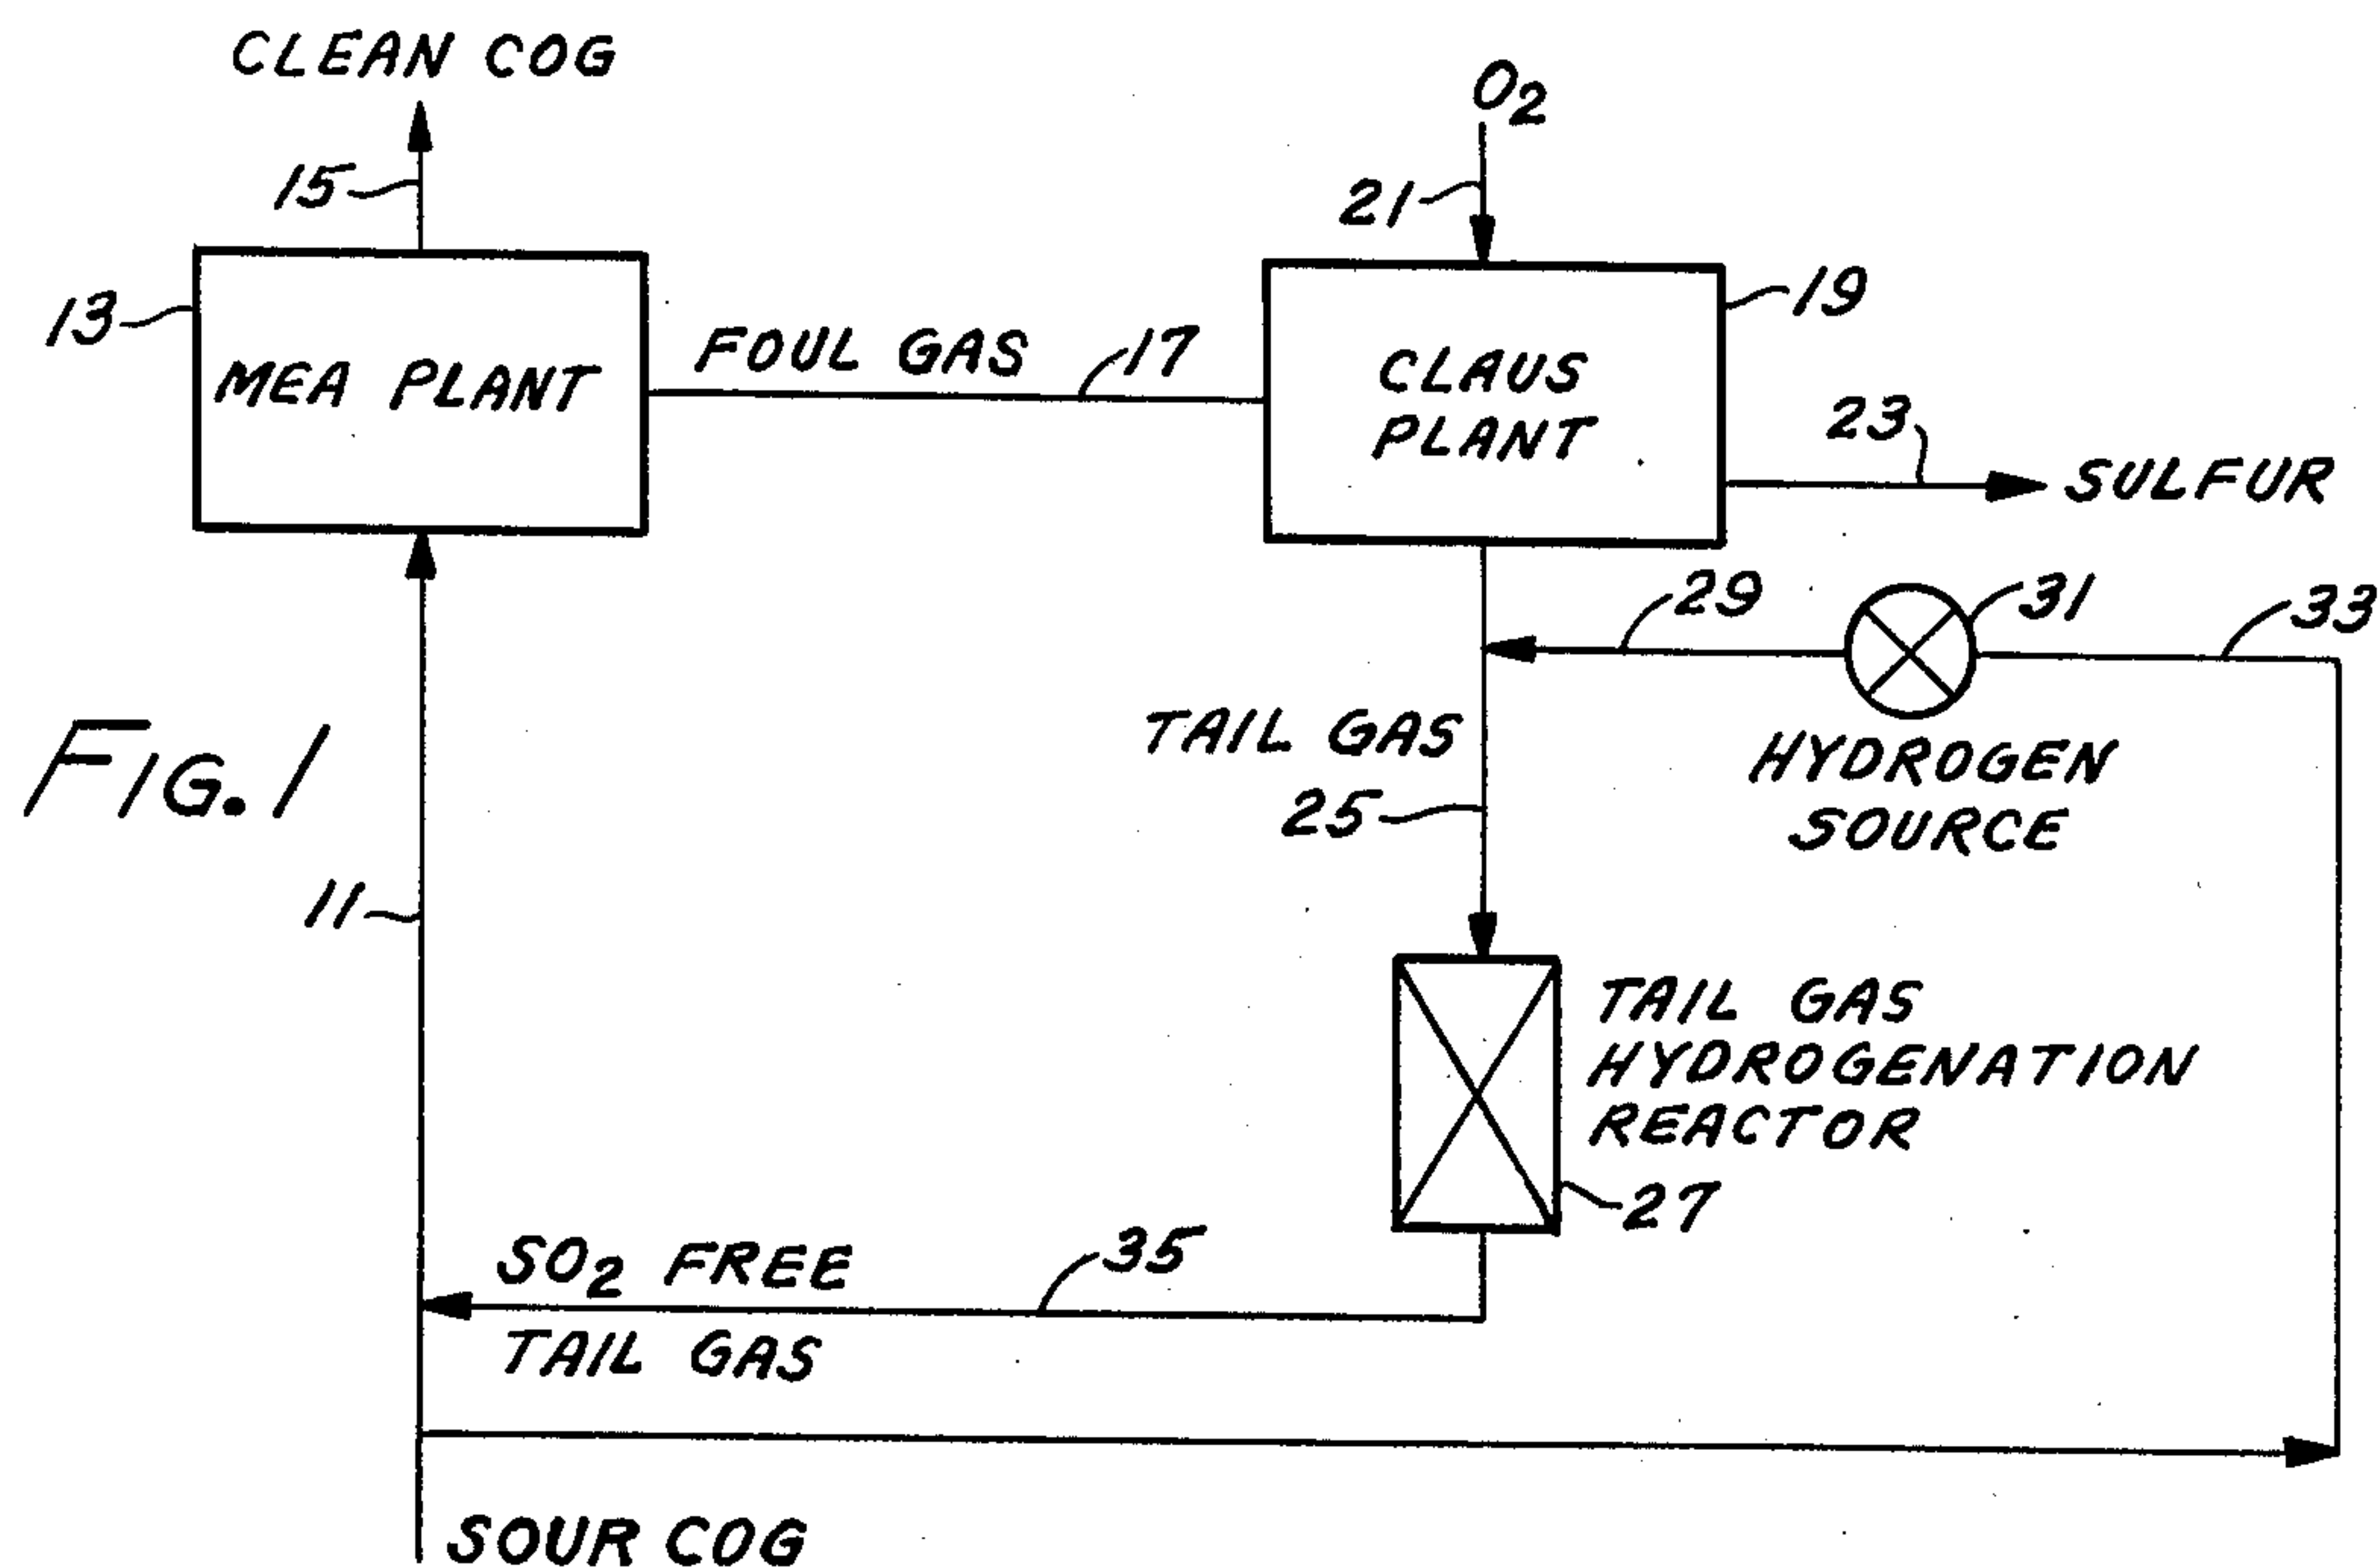 CLEAN COG
O2
15
21
13
19
MEA PLANT
FOUL GAS
17
CLAUS
PLANT
23
SULFUR
29
31
33
TAIL GAS
25
HYDROGEN
SOURCE
FIG. 1
11
TAIL GAS
HYDROGENATION
REACTOR
27
SO2 FREE
35
TAIL GAS
SOUR COG